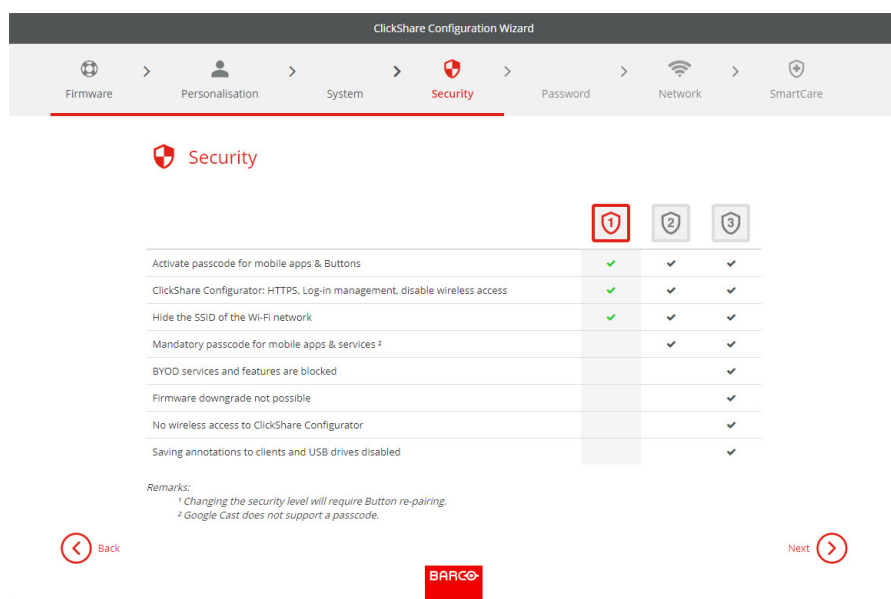 ClickShare Configuration Wizard
Firmware
Personalisation
System
Security
Password
Network
SmartCare
Security
1 2 3
Activate passcode for mobile apps & Buttons
ClickShare Configurator: HTTPS, Log-in management, disable wireless access
Hide the SSID of the Wi-Fi network
Mandatory passcode for mobile apps & services ²
BYOD services and features are blocked
Firmware downgrade not possible
No wireless access to ClickShare Configurator
Saving annotations to clients and USB drives disabled
Remarks:
¹ Changing the security level will require Button re-pairing.
² Google Cast does not support a passcode.
Back
Next
BARCO